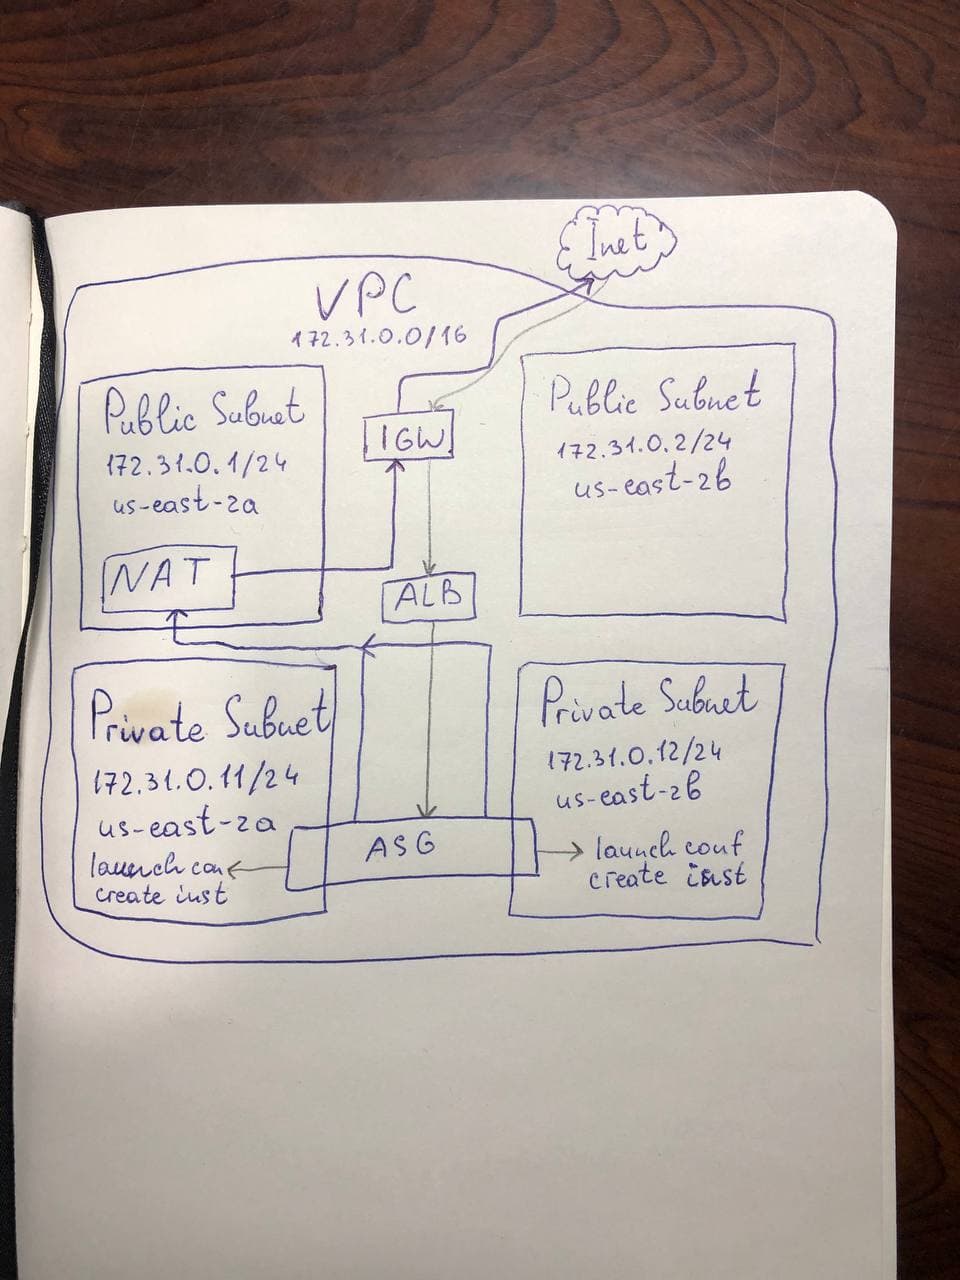 Inet
VPC
172.31.0.0/16
Public Subnet
172.31.0.1/24
us-east-2a
NAT
IGW
ALB
Public Subnet
172.31.0.2/24
us-east-2b
Private Subnet
172.31.0.11/24
us-east-2a
launch con
create inst
ASG
Private Subnet
172.31.0.12/24
us-east-2b
launch conf
create inst